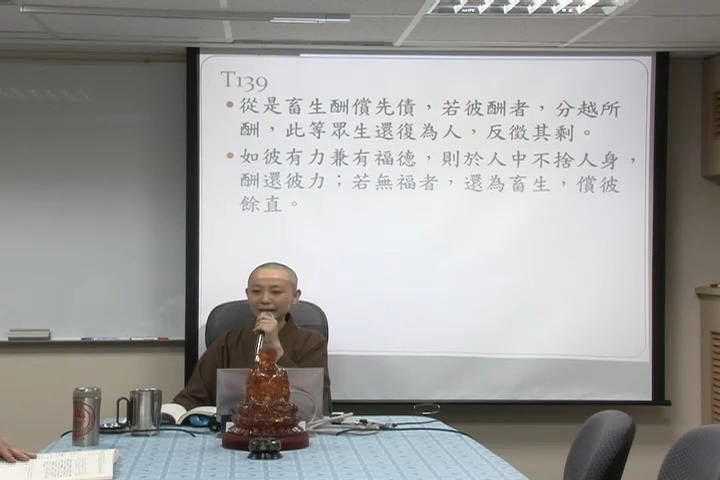 T139
•從是畜生酬償先債，若彼酬者，分越所
酬，此等眾生還復為人，反徵其剩。
•如彼有力兼有福德，則於人中不捨人身，
酬還彼力；若無福者，還為畜生，償彼
餘直。